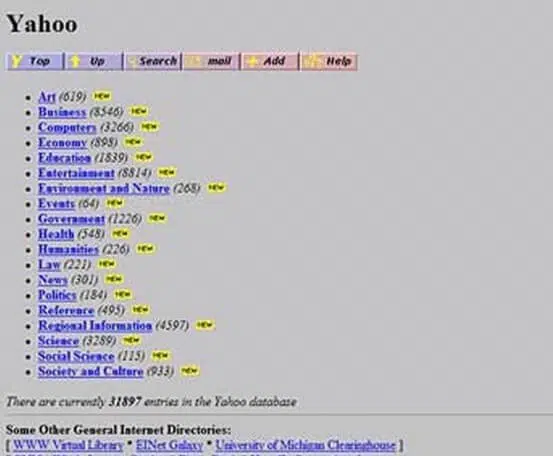 Yahoo
Top Up Search mail Add Help
Art (619) NEW
Business (8546) NEW
Computers (3266) NEW
Economy (898) NEW
Education (1839) NEW
Entertainment (8814) NEW
Environment and Nature (268) NEW
Events (64) NEW
Government (1226) NEW
Health (548) NEW
Humanities (226) NEW
Law (221) NEW
News (301) NEW
Politics (184) NEW
Reference (495) NEW
Regional Information (4597) NEW
Science (3289) NEW
Social Science (115) NEW
Society and Culture (933) NEW
There are currently 31897 entries in the Yahoo database
Some Other General Internet Directories:
[ WWW Virtual Library * EINet Galaxy * University of Michigan Clearinghouse ]